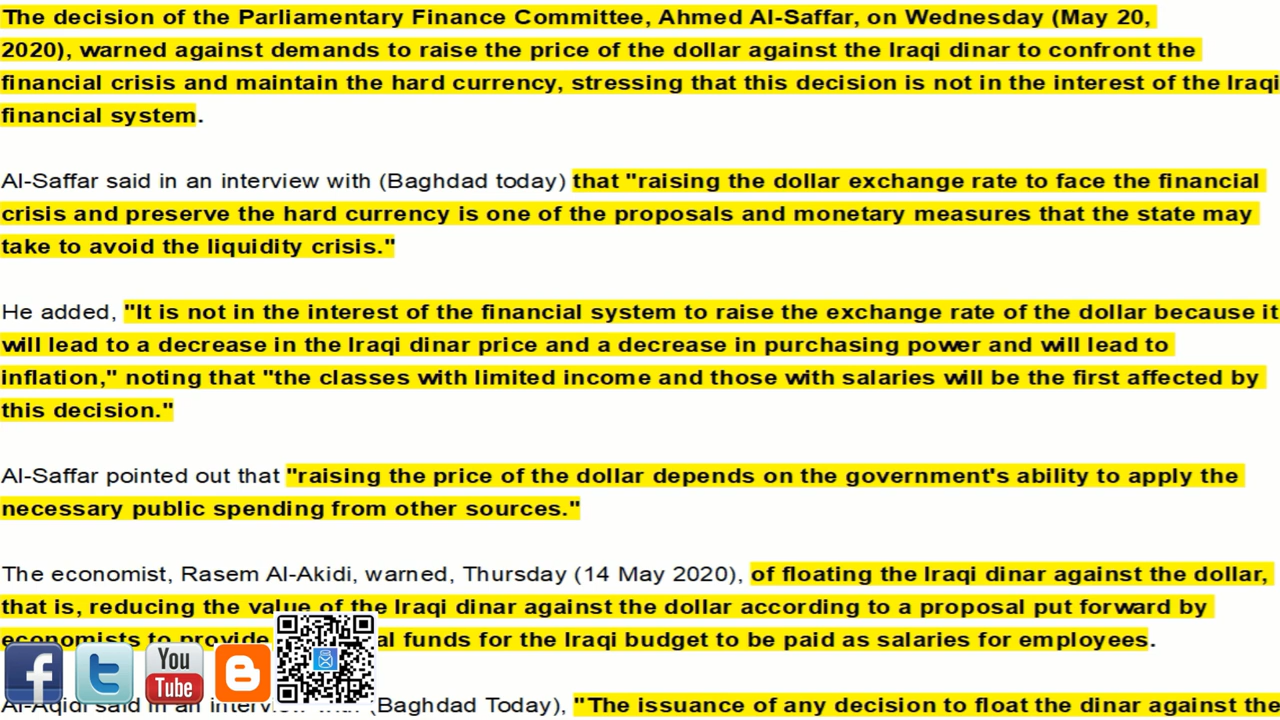 The decision of the Parliamentary Finance Committee, Ahmed Al-Saffar, on Wednesday (May 20,
2020), warned against demands to raise the price of the dollar against the Iraqi dinar to confront the
financial crisis and maintain the hard currency, stressing that this decision is not in the interest of the Iraqi
financial system.
Al-Saffar said in an interview with (Baghdad today) that "raising the dollar exchange rate to face the financial
crisis and preserve the hard currency is one of the proposals and monetary measures that the state may
take to avoid the liquidity crisis."
He added, "It is not in the interest of the financial system to raise the exchange rate of the dollar because it
will lead to a decrease in the Iraqi dinar price and a decrease in purchasing power and will lead to
inflation," noting that "the classes with limited income and those with salaries will be the first affected by
this decision."
Al-Saffar pointed out that "raising the price of the dollar depends on the government's ability to apply the
necessary public spending from other sources."
The economist, Rasem Al-Akidi, warned, Thursday (14 May 2020), of floating the Iraqi dinar against the dollar,
that is, reducing the value of the Iraqi dinar against the dollar according to a proposal put forward by
economists to provide funds for the Iraqi budget to be paid as salaries for employees.
Al-Aqidi said in an interview with (Baghdad Today), "The issuance of any decision to float the dinar against the
You
Tube